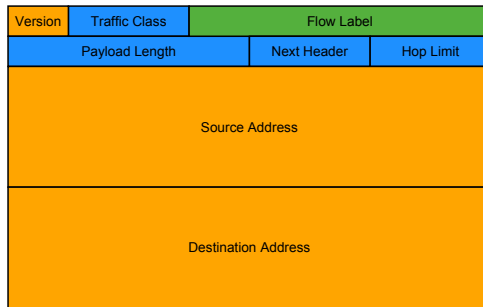 Version Traffic Class Flow Label
Payload Length Next Header Hop Limit
Source Address
Destination Address